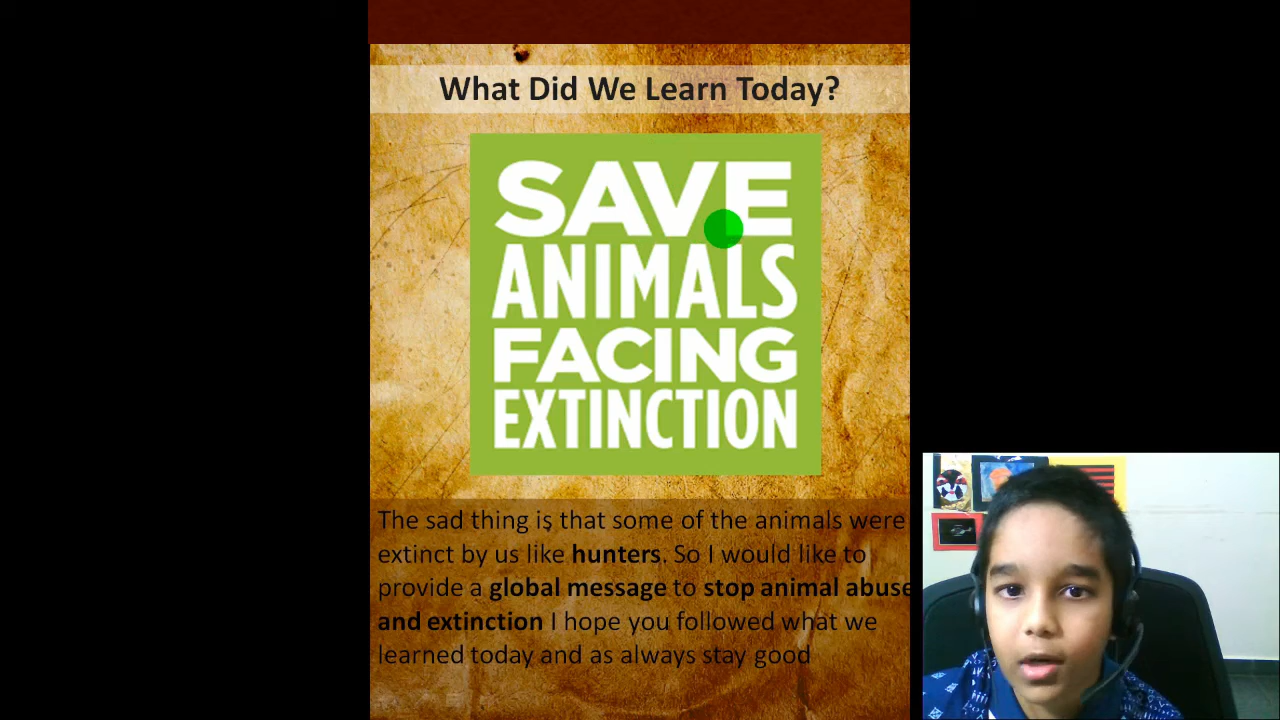 What Did We Learn Today?
SAVE
ANIMALS
FACING
EXTINCTION
The sad thing is that some of the animals were
extinct by us like hunters. So I would like to
provide a global message to stop animal abuse
and extinction I hope you followed what we
learned today and as always stay good